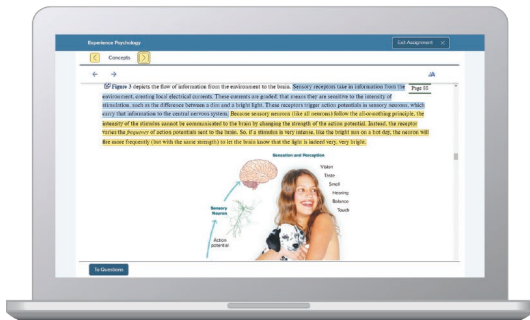 Experience Psychology
Exit Assignment ×
< Concepts >
← →
AA
Figure 3 depicts the flow of information from the environment to the brain. Sensory receptors take in information from the
Page 85
environment, creating local electrical currents. These currents are graded; that means they are sensitive to the intensity of
stimulation, such as the difference between a dim and a bright light. These receptors trigger action potentials in sensory neurons, which
carry that information to the central nervous system. Because sensory neurons (like all neurons) follow the all-or-nothing principle, the
intensity of the stimulus cannot be communicated to the brain by changing the strength of the action potential. Instead, the receptor
varies the frequency of action potentials sent to the brain. So, if a stimulus is very intense, like the bright sun on a hot day, the neuron will
fire more frequently (but with the same strength) to let the brain know that the light is indeed very, very bright.
Sensation and Perception
Vision
Taste
Smell
Hearing
Balance
Touch
Sensory
Neuron
Action
potential
To Questions